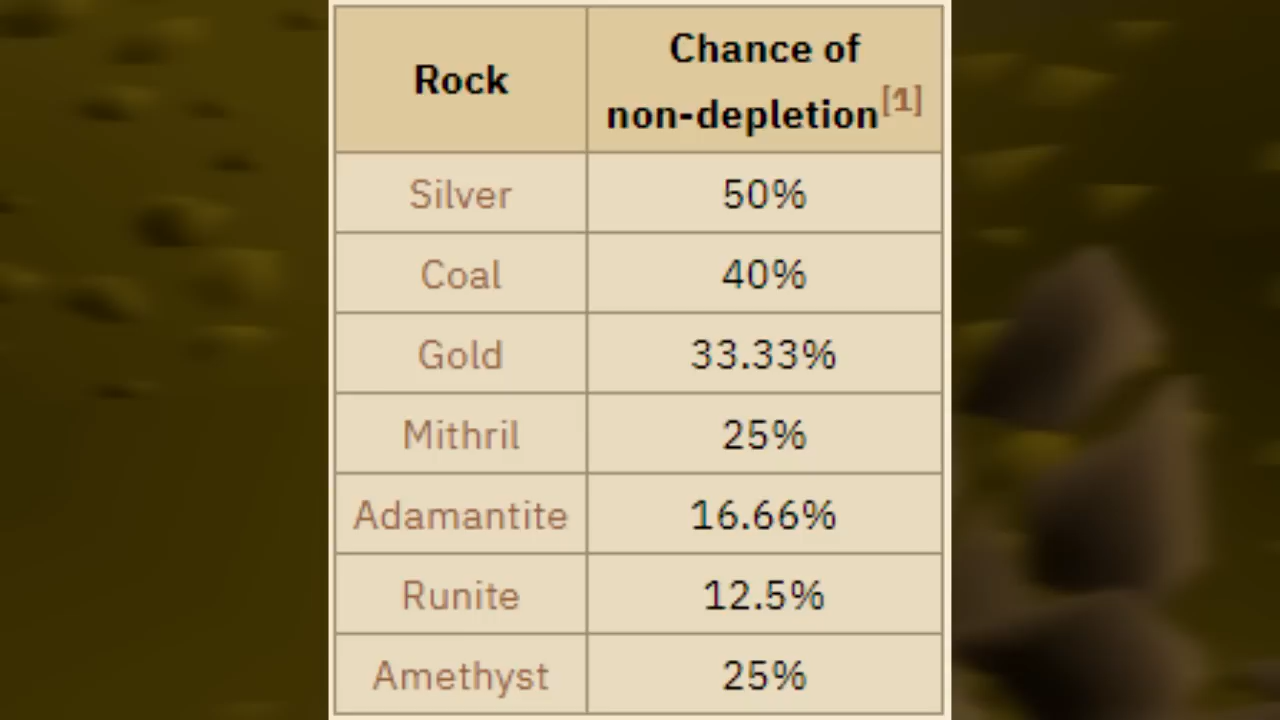 Rock
Chance of
non-depletion[1]
Silver 50%
Coal 40%
Gold 33.33%
Mithril 25%
Adamantite 16.66%
Runite 12.5%
Amethyst 25%